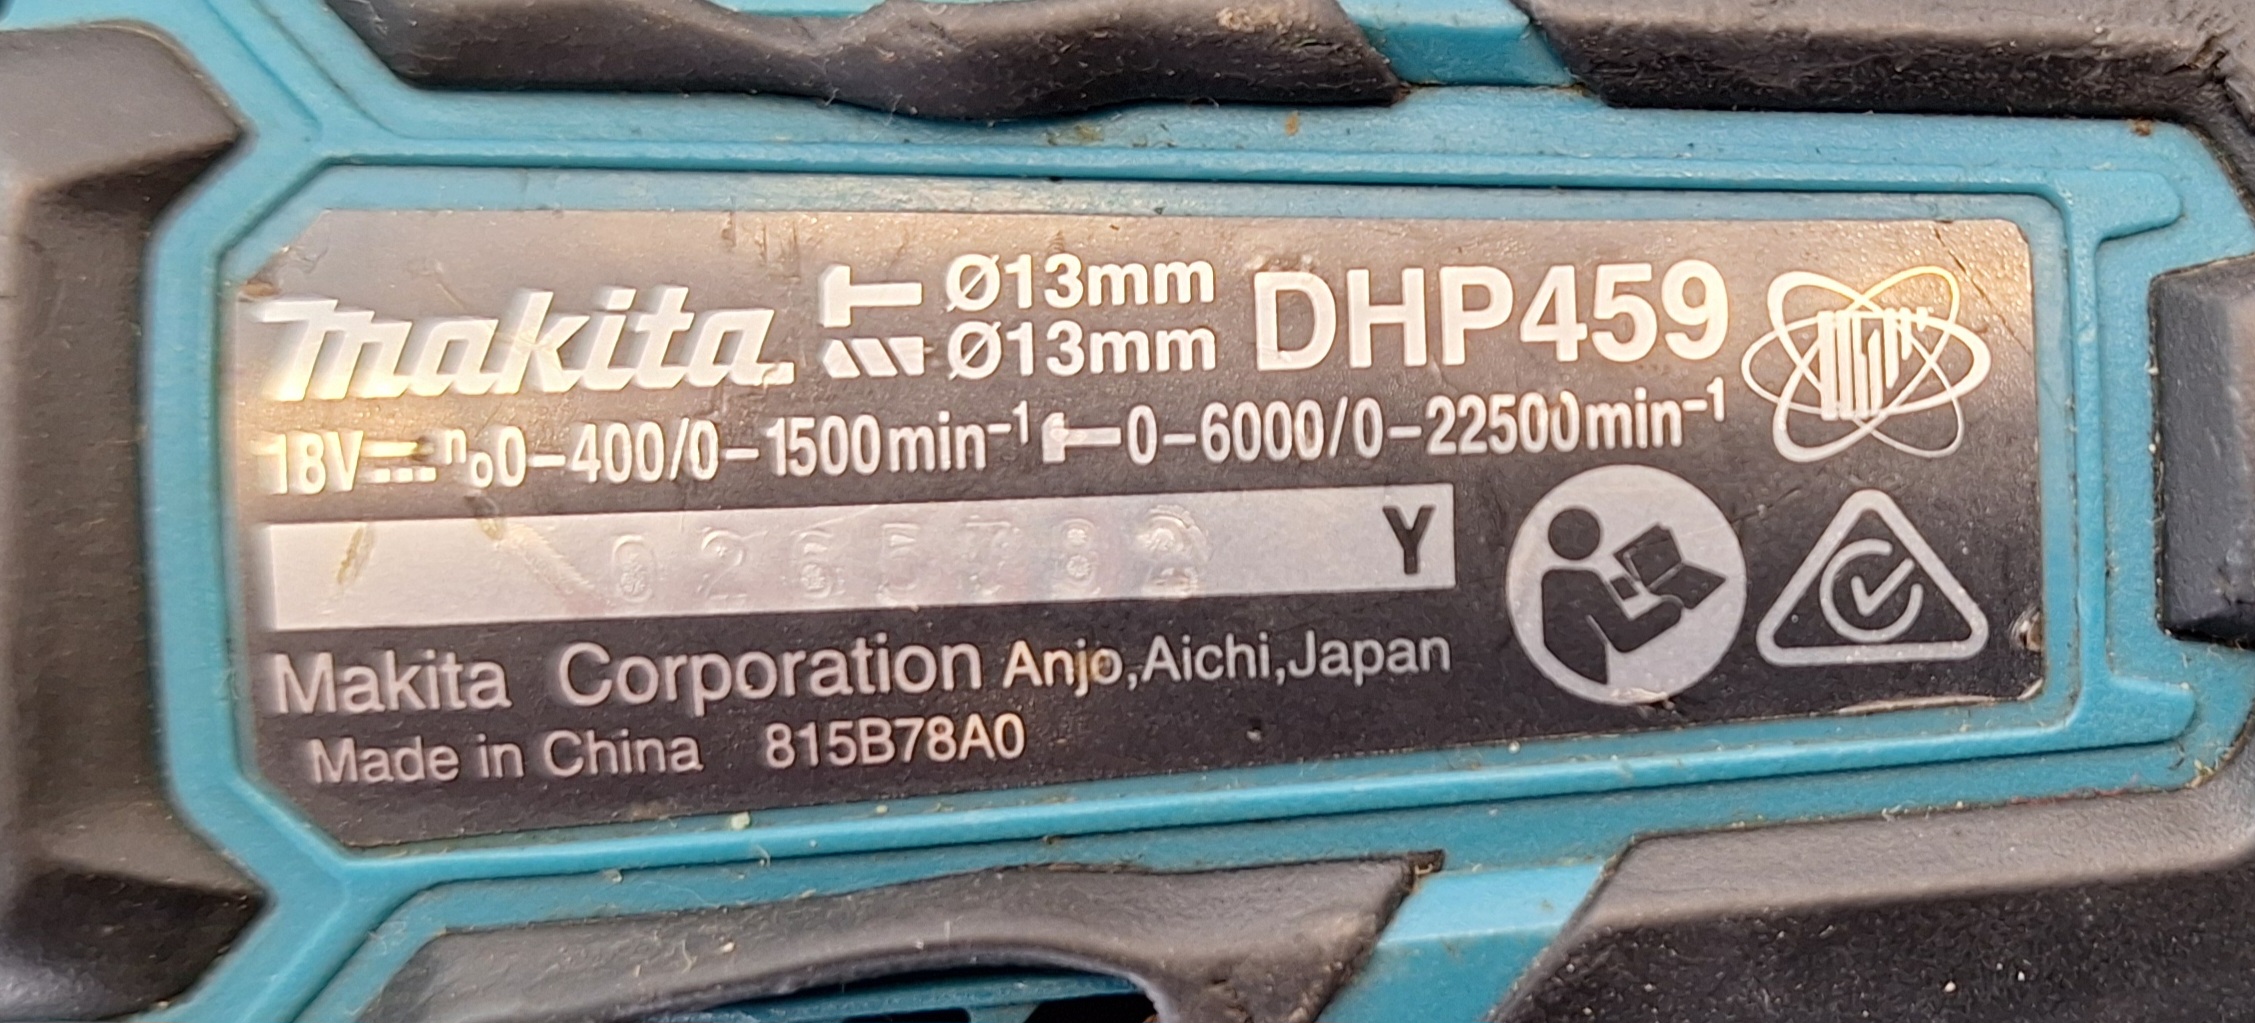 makita Ø13mm DHP459
Ø13mm
18V n₀0-400/0-1500min⁻¹ 0-6000/0-22500min⁻¹
Y
Makita Corporation Anjo,Aichi,Japan
Made in China 815B78A0